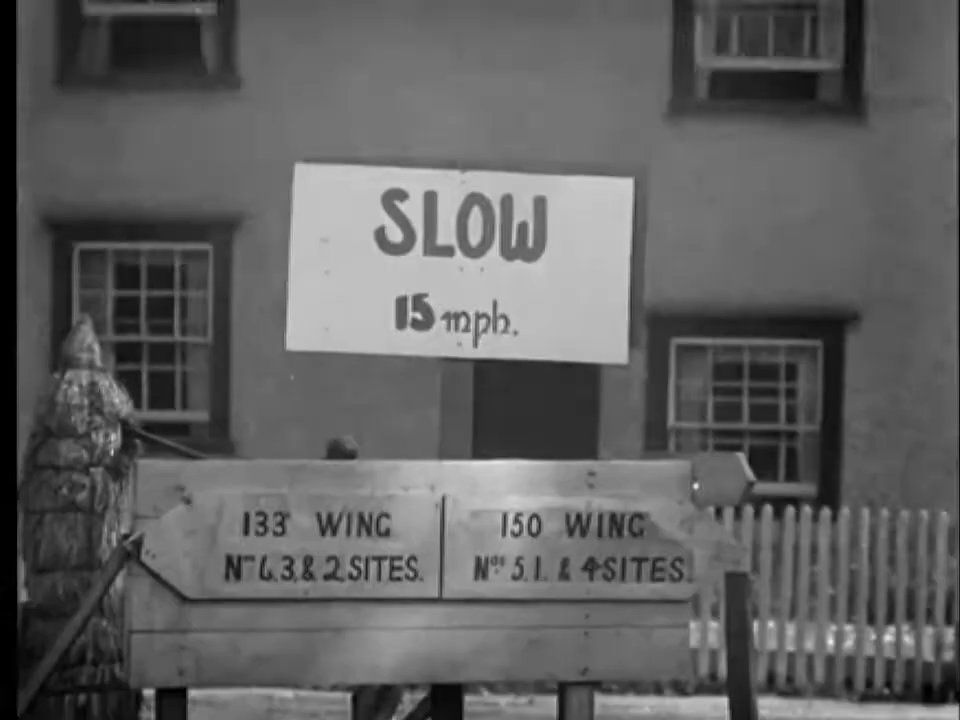 SLOW
15 mph.
133 WING
Nos 6.3.& 2 SITES.
150 WING
Nos 5.1. & 4 SITES.